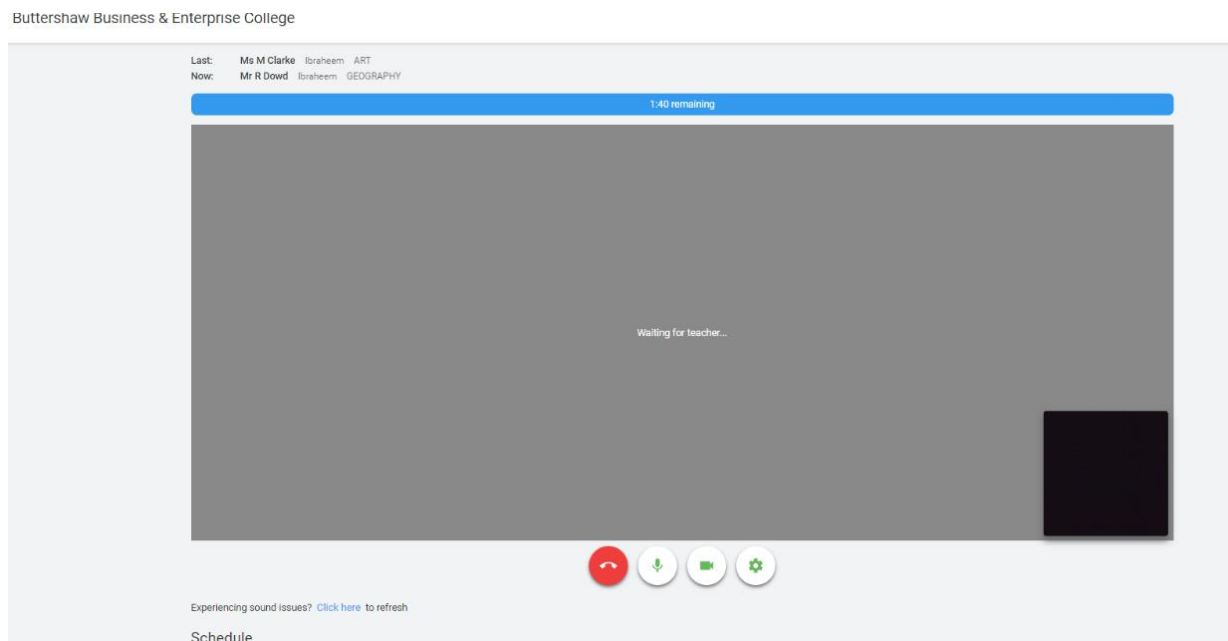 Buttershaw Business & Enterprise College
Last: Ms M Clarke Ibraheem ART
Now: Mr R Dowd Ibraheem GEOGRAPHY
1:40 remaining
Waiting for teacher...
Experiencing sound issues? Click here to refresh
Schedule